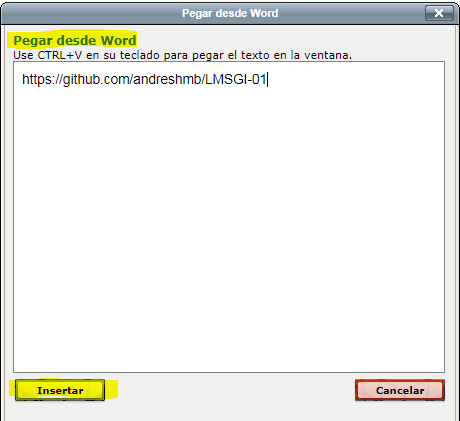 Pegar desde Word
Pegar desde Word
Use CTRL+V en su teclado para pegar el texto en la ventana.
https://github.com/andreshmb/LMSGI-01
Insertar
Cancelar